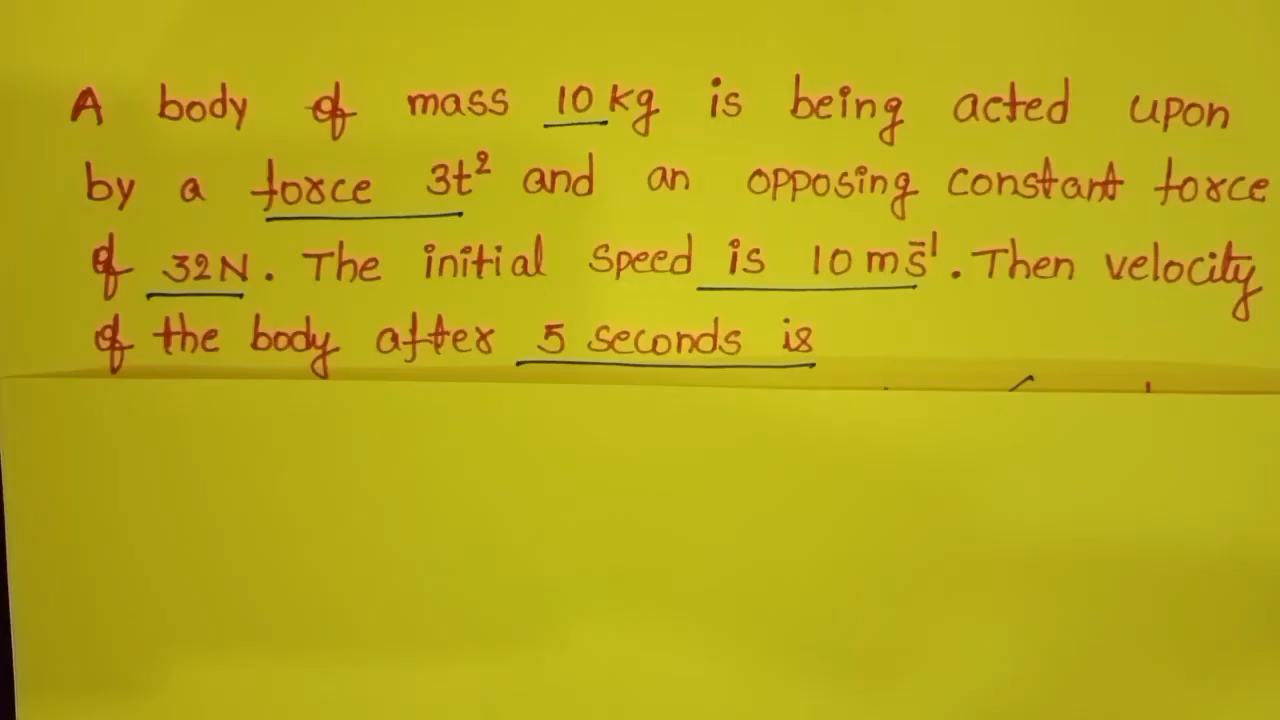 A body of mass 10 kg is being acted upon
by a force 3t² and an opposing constant force
of 32N. The initial speed is 10 ms⁻¹. Then velocity
of the body after 5 seconds is